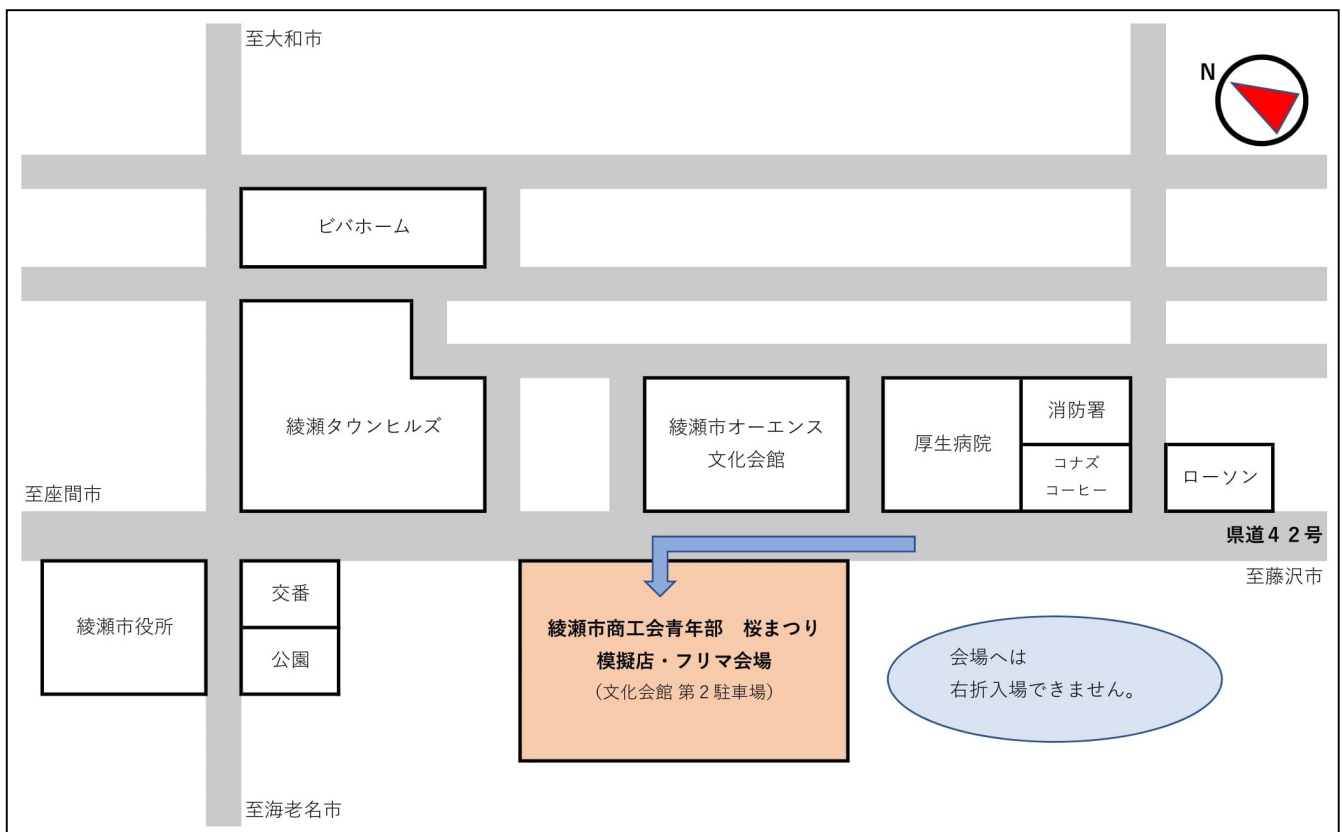 至大和市
N
ビバホーム
綾瀬タウンヒルズ
綾瀬市オーエンス
文化会館
厚生病院
消防署
コナズ
コーヒー
ローソン
至座間市
県道42号
至藤沢市
綾瀬市役所
交番
公園
綾瀬市商工会青年部 桜まつり
模擬店・フリマ会場
(文化会館 第2駐車場)
会場へは
右折入場できません。
至海老名市